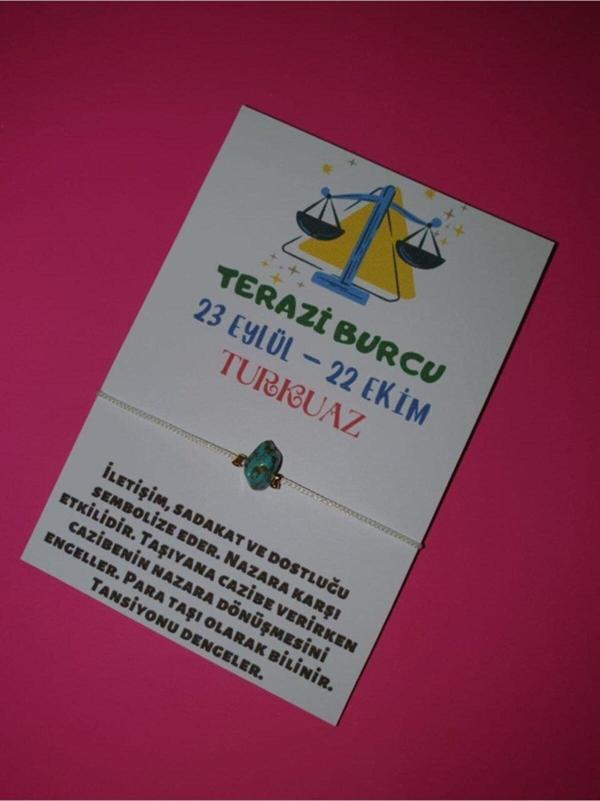 TERAZİ BURCU
23 EYLÜL – 22 EKİM
TURKUAZ
İLETİŞİM, SADAKAT VE DOSTLUĞU
SEMBOLİZE EDER. NAZARA KARŞI
ETKİLİDİR. TAŞIYANA CAZİBE VERİRKEN
CAZİBENİN NAZARA DÖNÜŞMESİNİ
ENGELLER. PARA TAŞI OLARAK BİLİNİR.
TANSİYONU DENGELER.